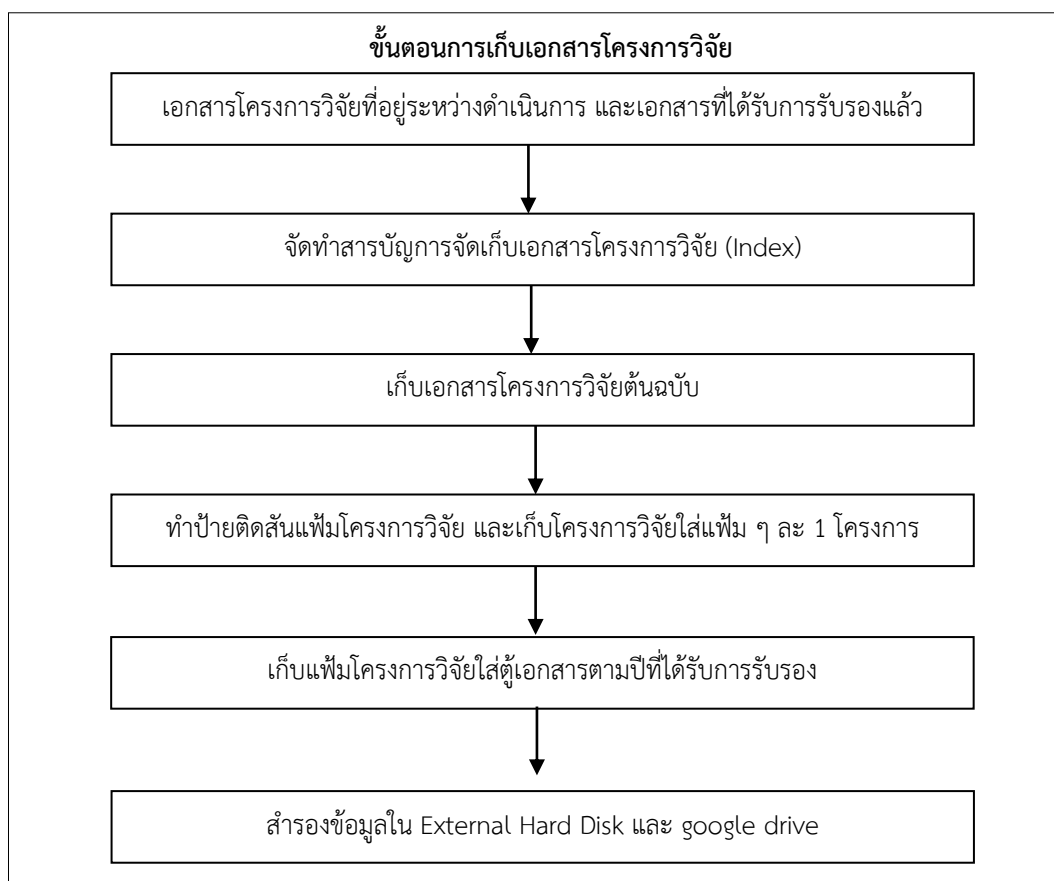 ขั้นตอนการเก็บเอกสารโครงการวิจัย
เอกสารโครงการวิจัยที่อยู่ระหว่างดำเนินการ และเอกสารที่ได้รับการรับรองแล้ว
จัดทำสารบัญการจัดเก็บเอกสารโครงการวิจัย (Index)
เก็บเอกสารโครงการวิจัยต้นฉบับ
ทำป้ายติดสันแฟ้มโครงการวิจัย และเก็บโครงการวิจัยใส่แฟ้ม ๆ ละ 1 โครงการ
เก็บแฟ้มโครงการวิจัยใส่ตู้เอกสารตามปีที่ได้รับการรับรอง
สำรองข้อมูลใน External Hard Disk และ google drive